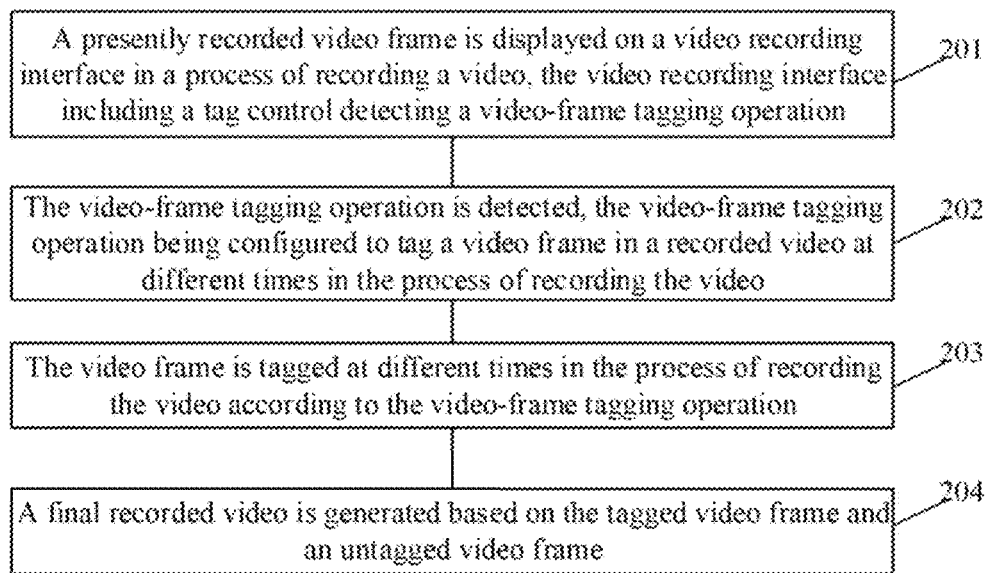 A presently recorded video frame is displayed on a video recording
interface in a process of recording a video, the video recording interface
including a tag control detecting a video-frame tagging operation
201
The video-frame tagging operation is detected, the video-frame tagging
operation being configured to tag a video frame in a recorded video at
different times in the process of recording the video
202
The video frame is tagged at different times in the process of recording
the video according to the video-frame tagging operation
203
A final recorded video is generated based on the tagged video frame and
an untagged video frame
204